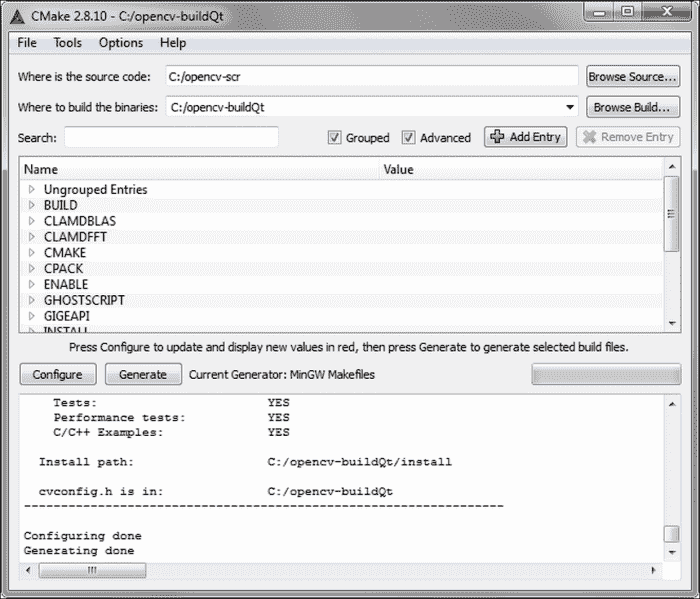 CMake 2.8.10 - C:/opencv-buildQt
File Tools Options Help
Where is the source code: C:/opencv-scr Browse Source...
Where to build the binaries: C:/opencv-buildQt Browse Build...
Search: Grouped Advanced Add Entry Remove Entry
Name Value
Ungrouped Entries
BUILD
CLAMDBLAS
CLAMDFFT
CMAKE
CPACK
ENABLE
GHOSTSCRIPT
GIGEAPI
INSTALL
Press Configure to update and display new values in red, then press Generate to generate selected build files.
Configure Generate Current Generator: MinGW Makefiles
Tests: YES
Performance tests: YES
C/C++ Examples: YES
Install path: C:/opencv-buildQt/install
cvconfig.h is in: C:/opencv-buildQt
-----------------------------------------------------------------
Configuring done
Generating done